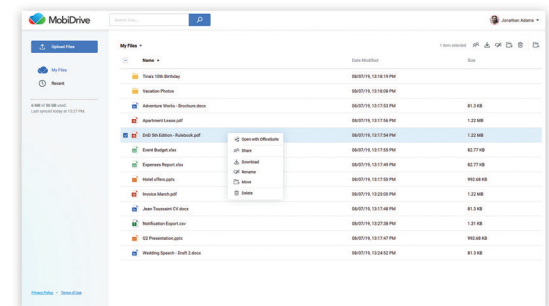 MobiDrive
Jonathan Adams
Upload Files
My Files
Recent
Last synced today at 13:27 PM.
Privacy Policy • Terms of Use
My Files
1 item selected
Name
Date Modified
Size
Tina's 10th Birthday 08/07/19, 13:18:19 PM
Vacation Photos 08/07/19, 13:18:08 PM
Adventure Works - Brochure.docx 08/07/19, 13:17:53 PM 81.3 KB
Apartment Lease.pdf 08/07/19, 13:17:56 PM 1.22 MB
DnD 5th Edition - Rulebook.pdf 08/07/19, 13:17:54 PM 1.22 MB
Event Budget.xlsx 08/07/19, 13:17:50 PM 82.77 KB
Expenses Report.xlsx 08/07/19, 13:17:49 PM 82.77 KB
Hotel offers.pptx 08/07/19, 13:17:50 PM 992.68 KB
Invoice March.pdf 08/07/19, 13:23:00 PM 1.22 MB
Jean Toussaint CV.docx 08/07/19, 13:17:48 PM 81.3 KB
Notification Export.csv 08/07/19, 13:27:38 PM 1.31 KB
Q2 Presentation.pptx 08/07/19, 13:17:47 PM 992.68 KB
Wedding Speech - Draft 2.docx 08/07/19, 13:24:52 PM 81.3 KB
Open with OfficeSuite
Share
Download
Rename
Move
Delete